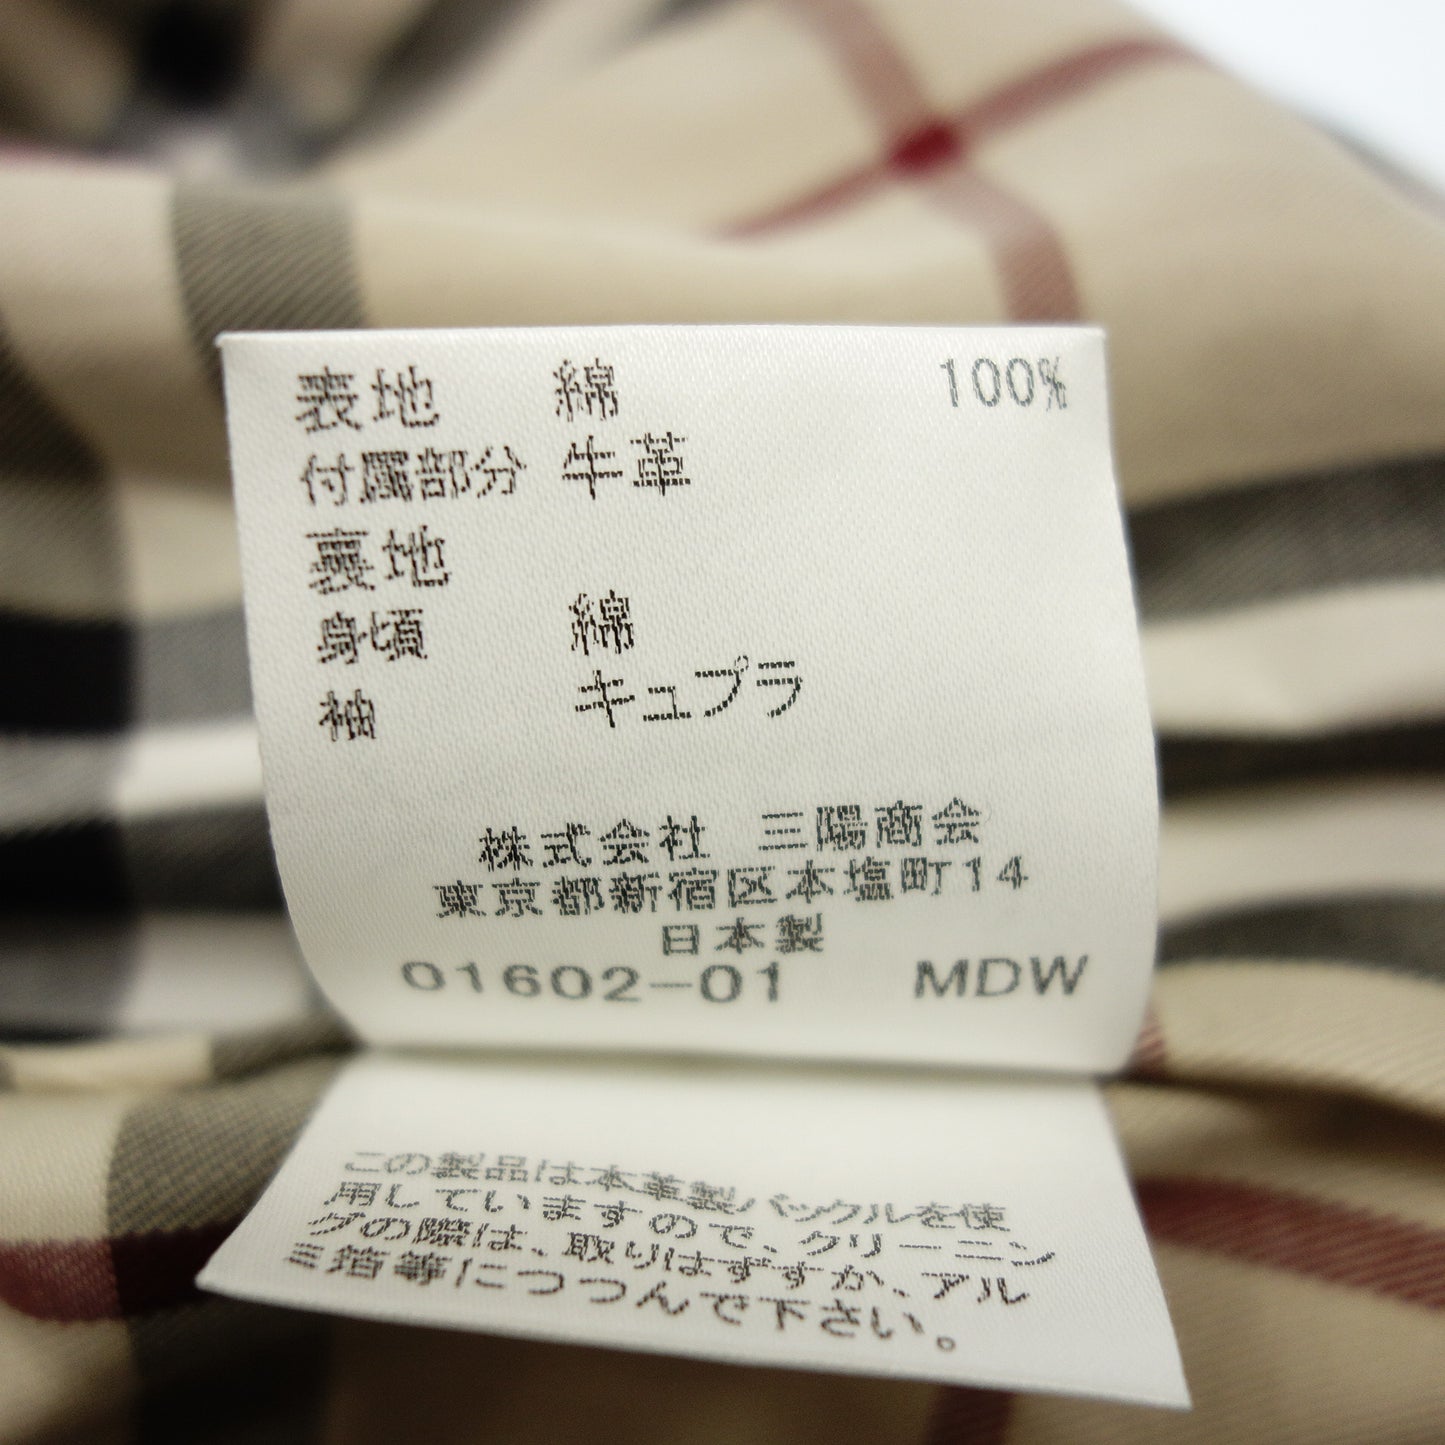 表地 綿 100%
付属部分 牛革
裏地
身頃 綿
袖 キュプラ
株式会社 三陽商会
東京都新宿区本塩町14
日本製
01602-01 MDW
この製品は本革製バックルを使
用していますので、クリーニン
グの際は、取りはずすか、アル
ミ箔等につつんで下さい。